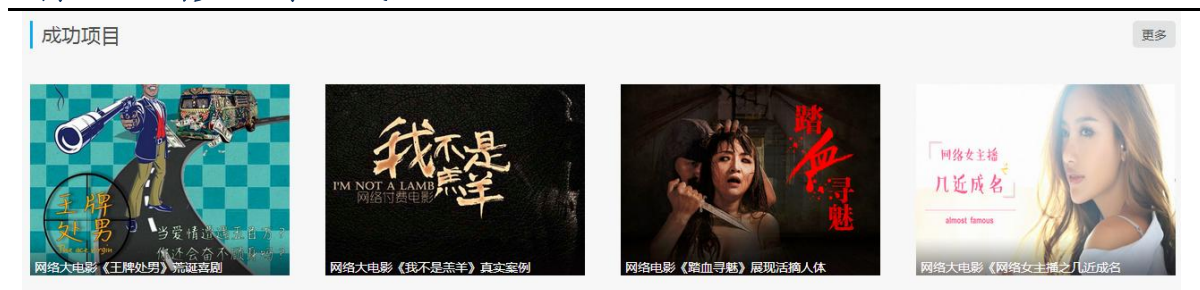 成功项目
更多
王牌
处男
当爱情遭遇
网络大电影《王牌处男》荒诞喜剧
我不是
羔羊
I'M NOT A LAMB
网络付费电影
网络大电影《我不是羔羊》真实案例
踏血寻魅
网络电影《踏血寻魅》展现活摘人体
「网络女主播
几近成名」
almost famous
网络大电影《网络女主播之几近成名